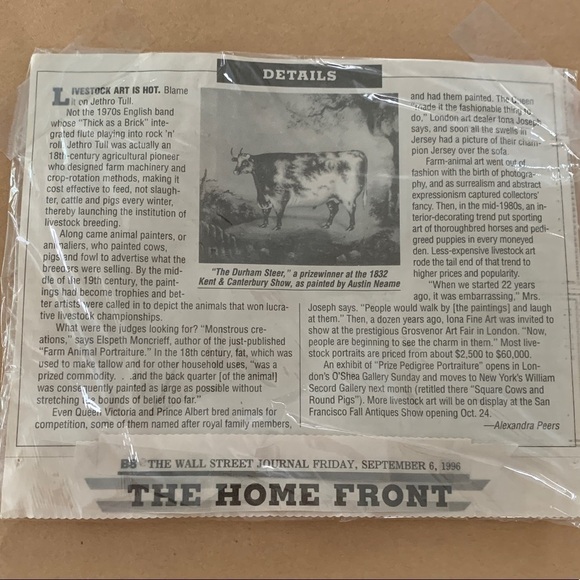 DETAILS
LIVESTOCK ART IS HOT. Blame
it on Jethro Tull.
Not the 1970s English band
whose "Thick as a Brick" inte-
grated flute playing into rock 'n'
roll. Jethro Tull was actually an
18th-century agricultural pioneer
who designed farm machinery and
crop-rotation methods, making it
cost effective to feed, not slaugh-
ter, cattle and pigs every winter,
thereby launching the institution of
livestock breeding.
Along came animal painters, or
animaliers, who painted cows,
pigs and fowl to advertise what the
breeders were selling. By the mid-
dle of the 19th century, the paint-
ings had become trophies and bet-
ter artists were called in to depict the animals that won lucra-
tive livestock championships.
What were the judges looking for? "Monstrous cre-
ations," says Elspeth Moncrieff, author of the just-published
"Farm Animal Portraiture." In the 18th century, fat, which was
used to make tallow and for other household uses, "was a
prized commodity. . .and the back quarter [of the animal]
was consequently painted as large as possible without
stretching the bounds of belief too far."
Even Queen Victoria and Prince Albert bred animals for
competition, some of them named after royal family members,
"The Durham Steer," a prizewinner at the 1832
Kent & Canterbury Show, as painted by Austin Neame
and had them painted. The Queen
"made it the fashionable thing to
do," London art dealer Iona Joseph
says, and soon all the swells in
Jersey had a picture of their cham-
pion Jersey over the sofa.
Farm-animal art went out of
fashion with the birth of photogra-
phy, and as surrealism and abstract
expressionism captured collectors'
fancy. Then, in the mid-1980s, an in-
terior-decorating trend put sporting
art of thoroughbred horses and pedi-
greed puppies in every moneyed
den. Less-expensive livestock art
rode the tail end of that trend to
higher prices and popularity.
"When we started 22 years
ago, it was embarrassing," Mrs.
Joseph says. "People would walk by [the paintings] and laugh
at them." Then, a dozen years ago, Iona Fine Art was invited to
show at the prestigious Grosvenor Art Fair in London. "Now,
people are beginning to see the charm in them." Most live-
stock portraits are priced from about $2,500 to $60,000.
An exhibit of "Prize Pedigree Portraiture" opens in Lon-
don's O'Shea Gallery Sunday and moves to New York's William
Secord Gallery next month (retitled there "Square Cows and
Round Pigs"). More livestock art will be on display at the San
Francisco Fall Antiques Show opening Oct. 24.
—Alexandra Peers
B8 THE WALL STREET JOURNAL FRIDAY, SEPTEMBER 6, 1996
THE HOME FRONT